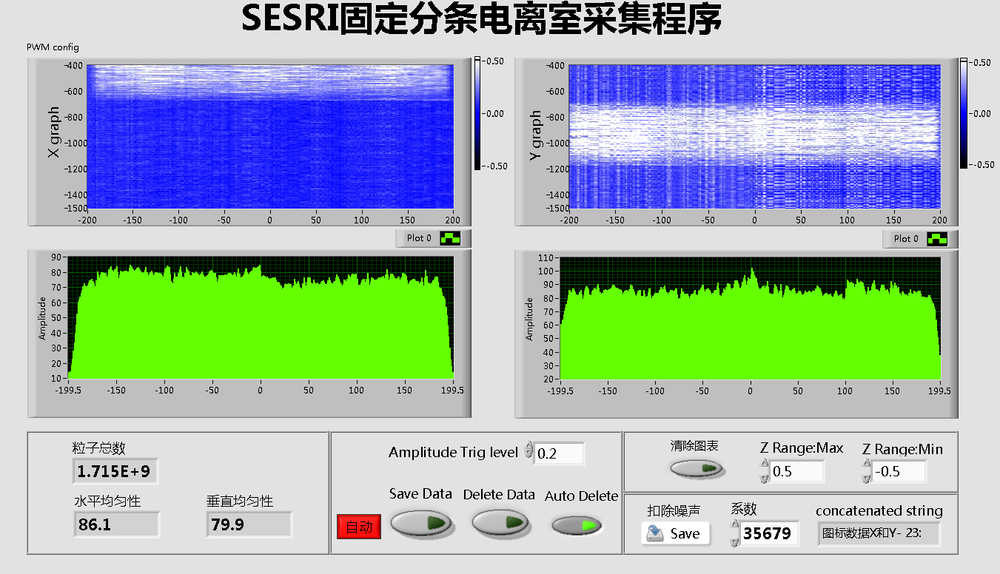 SESRI固定分条电离室采集程序
PWM config
X graph
-400
-600
-800
-1000
-1200
-1400
-1500
-200 -150 -100 -50 0 50 100 150 200
-0.50
-0.00
--0.50
Y graph
-400
-600
-800
-1000
-1200
-1400
-1500
-200 -150 -100 -50 0 50 100 150 200
-0.50
-0.00
--0.50
Plot 0
Plot 0
Amplitude
90
80
70
60
50
40
30
20
10
-199.5 -150 -100 -50 0 50 100 150 199.5
Amplitude
110
100
90
80
70
60
50
40
30
20
-199.5 -150 -100 -50 0 50 100 150 199.5
粒子总数
1.715E+9
水平均匀性 垂直均匀性
86.1 79.9
Amplitude Trig level 0.2
Save Data Delete Data Auto Delete
自动
清除图表 Z Range:Max Z Range:Min
0.5 -0.5
扣除噪声 系数 concatenated string
Save 35679 图标数据X和Y- 23: